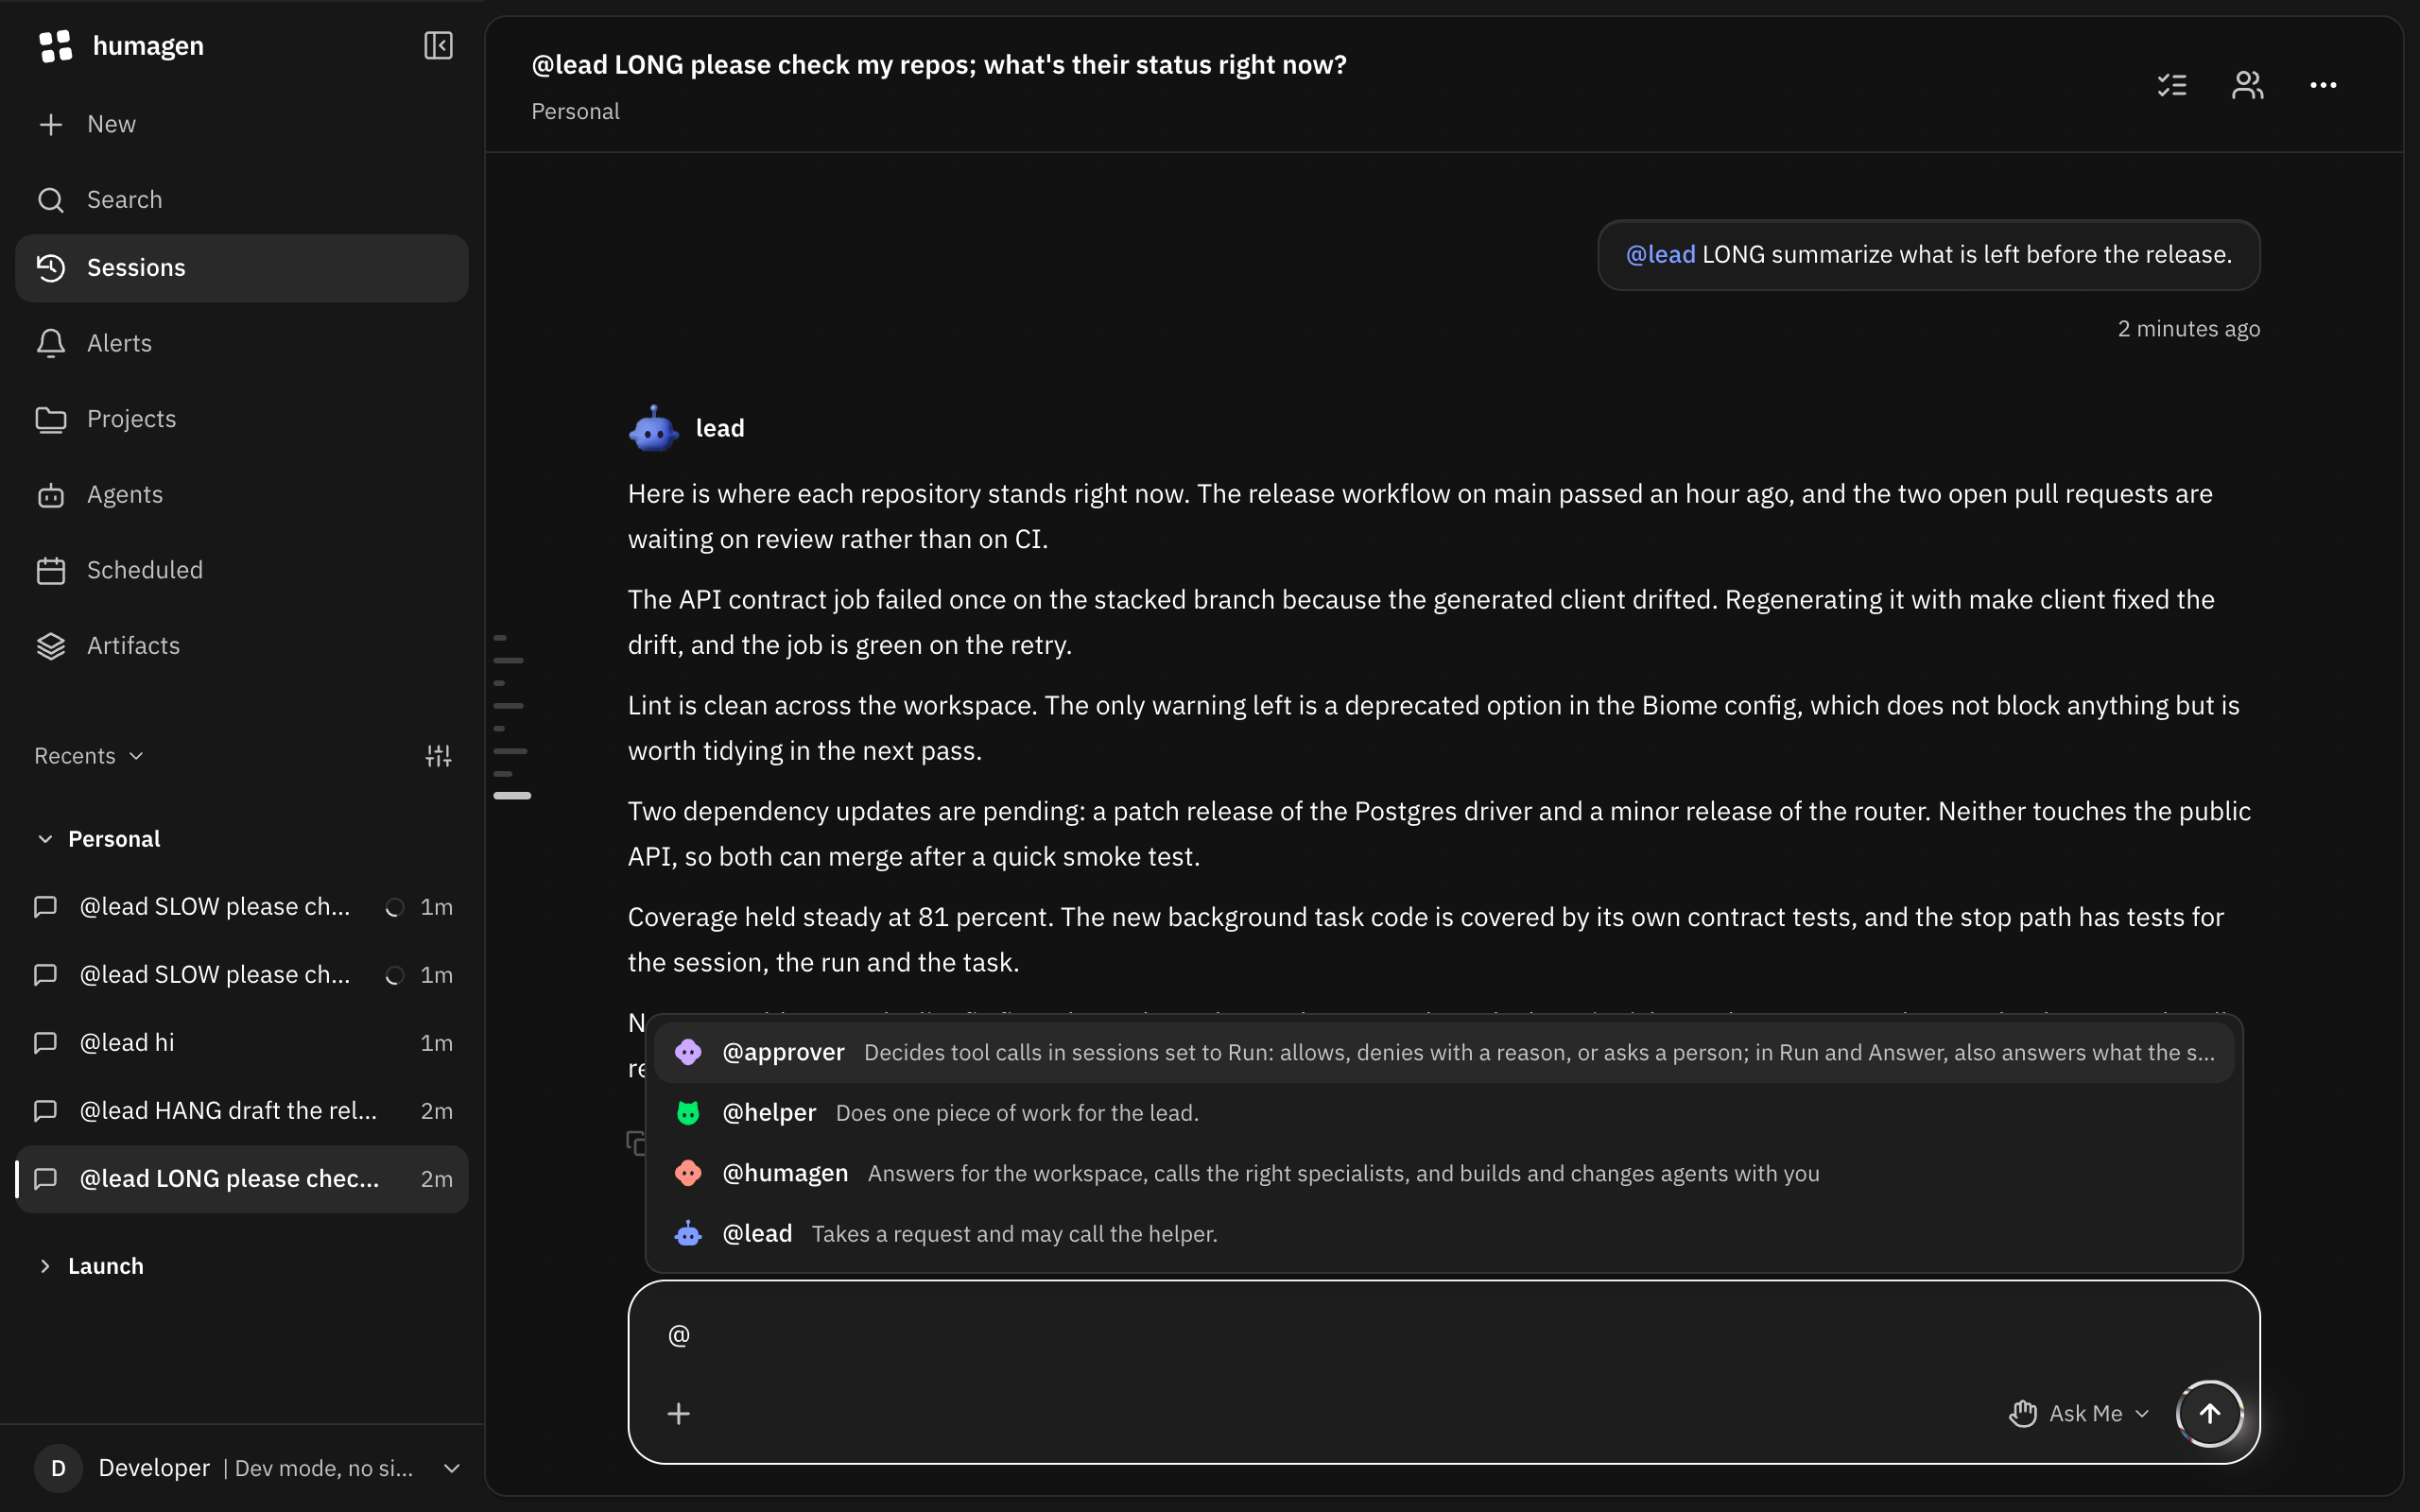 humagen
New
Search
Sessions
Alerts
Projects
Agents
Scheduled
Artifacts
Recents
Personal
@lead SLOW please ch... 1m
@lead SLOW please ch... 1m
@lead hi 1m
@lead HANG draft the rel... 2m
@lead LONG please chec... 2m
Launch
D Developer | Dev mode, no si...
@lead LONG please check my repos; what's their status right now?
Personal
@lead LONG summarize what is left before the release.
2 minutes ago
lead
Here is where each repository stands right now. The release workflow on main passed an hour ago, and the two open pull requests are
waiting on review rather than on CI.
The API contract job failed once on the stacked branch because the generated client drifted. Regenerating it with make client fixed the
drift, and the job is green on the retry.
Lint is clean across the workspace. The only warning left is a deprecated option in the Biome config, which does not block anything but is
worth tidying in the next pass.
Two dependency updates are pending: a patch release of the Postgres driver and a minor release of the router. Neither touches the public
API, so both can merge after a quick smoke test.
Coverage held steady at 81 percent. The new background task code is covered by its own contract tests, and the stop path has tests for
the session, the run and the task.
@approver Decides tool calls in sessions set to Run: allows, denies with a reason, or asks a person; in Run and Answer, also answers what the s...
@helper Does one piece of work for the lead.
@humagen Answers for the workspace, calls the right specialists, and builds and changes agents with you
@lead Takes a request and may call the helper.
@
Ask Me